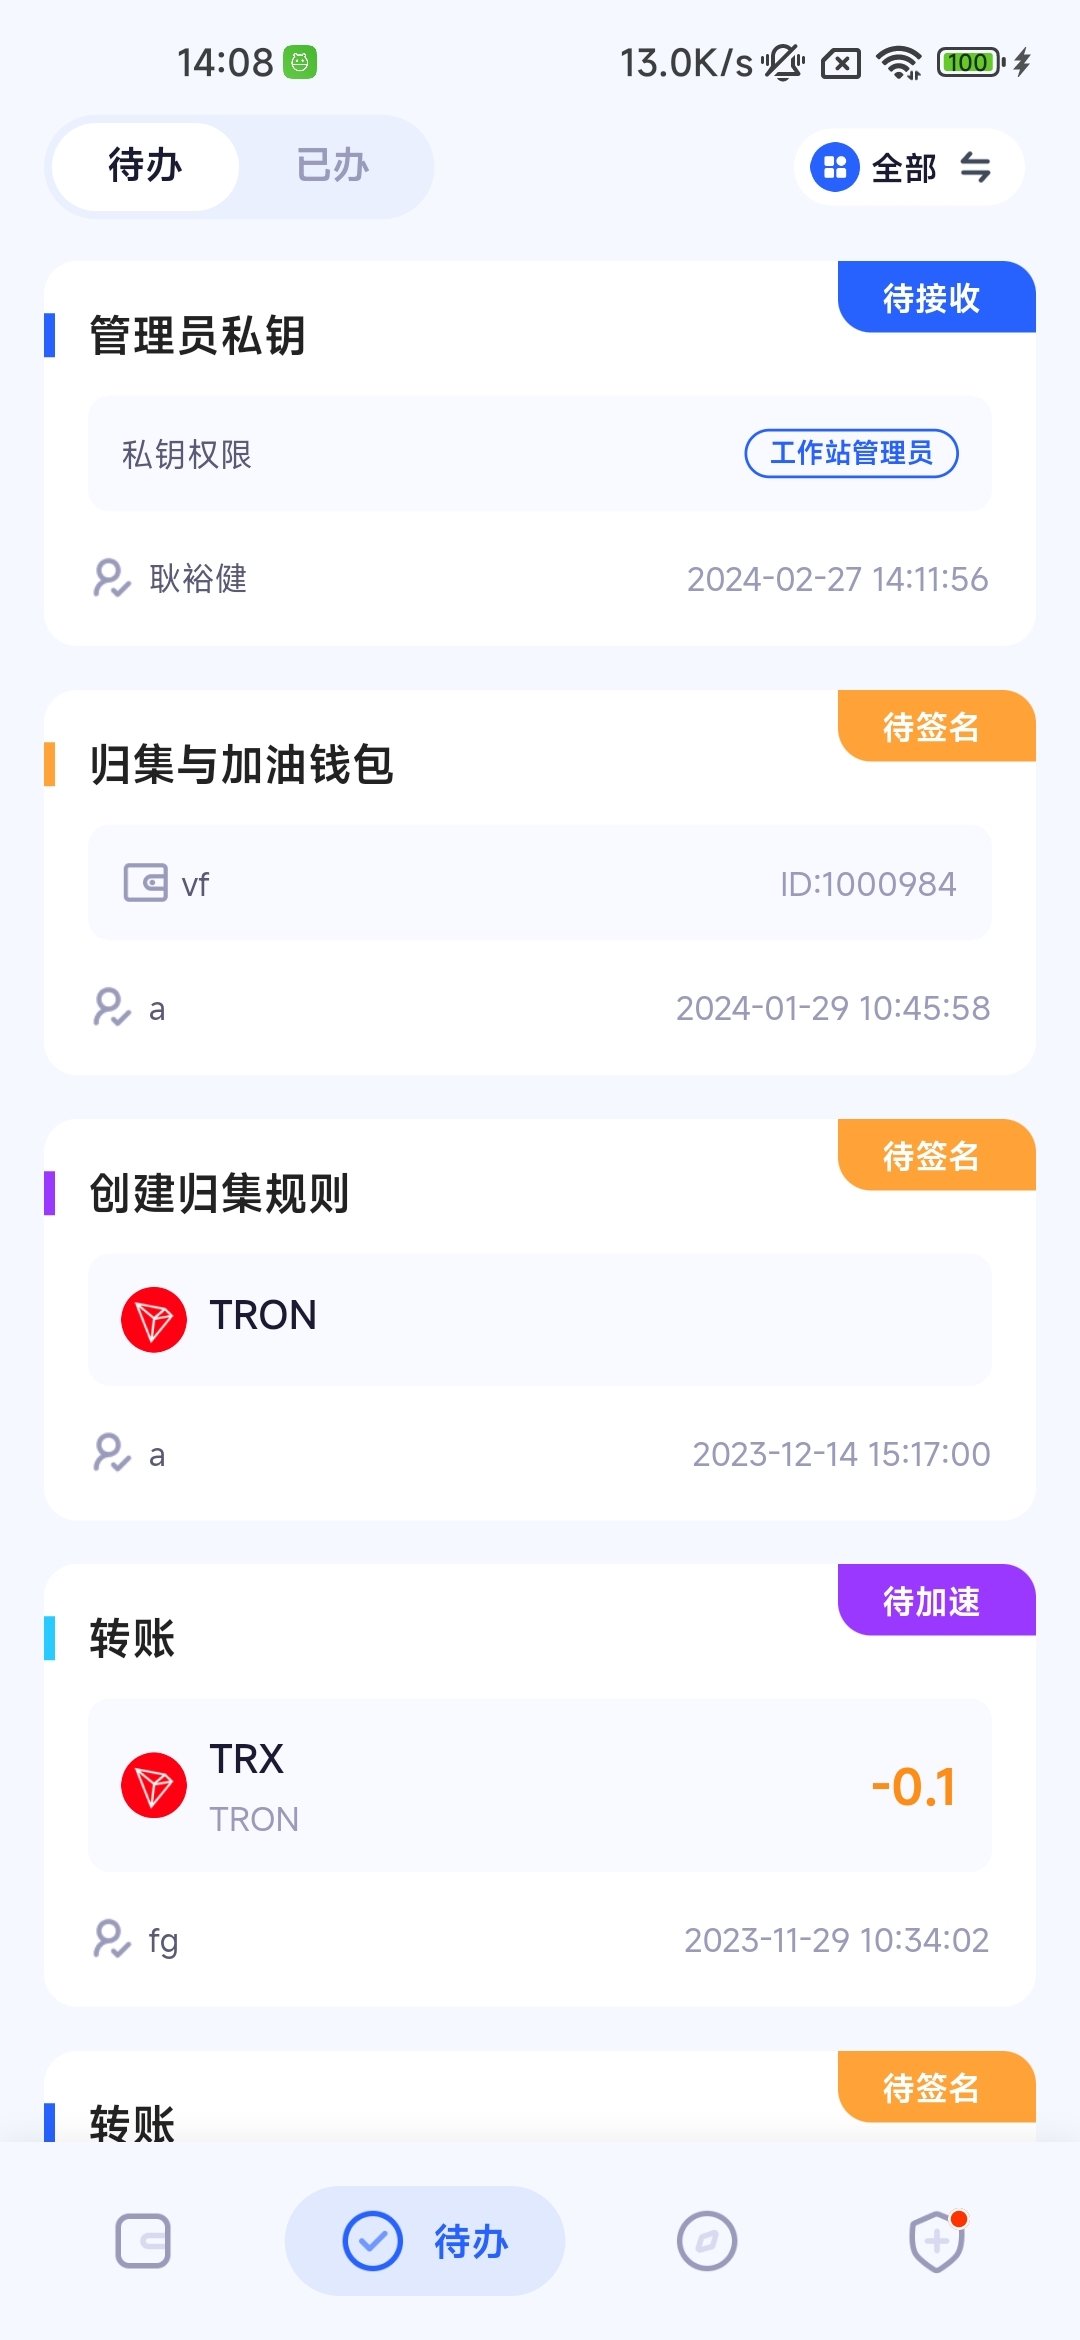 14:08
13.0K/s
100
待办
已办
全部
待接收
管理员私钥
私钥权限
工作站管理员
耿裕健
2024-02-27 14:11:56
待签名
归集与加油钱包
vf
ID:1000984
a
2024-01-29 10:45:58
待签名
创建归集规则
TRON
a
2023-12-14 15:17:00
待加速
转账
TRX
TRON
-0.1
fg
2023-11-29 10:34:02
待签名
转账
待办